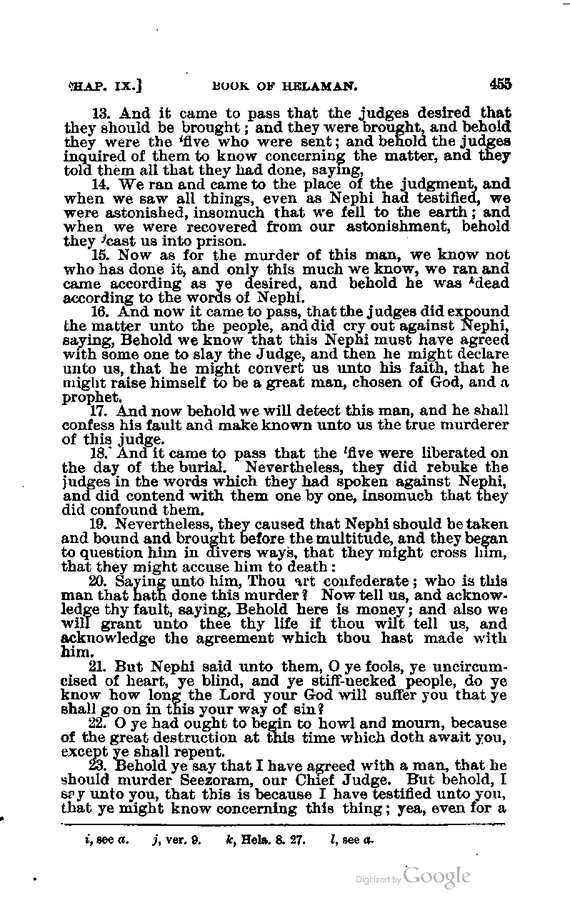 CHAP. IX.] BOOK OF HELAMAN. 455
13. And it came to pass that the judges desired that
they should be brought; and they were brought, and behold
they were the ⁱfive who were sent; and behold the judges
inquired of them to know concerning the matter, and they
told them all that they had done, saying,
14. We ran and came to the place of the judgment, and
when we saw all things, even as Nephi had testified, we
were astonished, insomuch that we fell to the earth; and
when we were recovered from our astonishment, behold
they ʲcast us into prison.
15. Now as for the murder of this man, we know not
who has done it, and only this much we know, we ran and
came according as ye desired, and behold he was ᵏdead
according to the words of Nephi.
16. And now it came to pass, that the judges did expound
the matter unto the people, and did cry out against Nephi,
saying, Behold we know that this Nephi must have agreed
with some one to slay the Judge, and then he might declare
unto us, that he might convert us unto his faith, that he
might raise himself to be a great man, chosen of God, and a
prophet.
17. And now behold we will detect this man, and he shall
confess his fault and make known unto us the true murderer
of this judge.
18. And it came to pass that the ˡfive were liberated on
the day of the burial. Nevertheless, they did rebuke the
judges in the words which they had spoken against Nephi,
and did contend with them one by one, insomuch that they
did confound them.
19. Nevertheless, they caused that Nephi should be taken
and bound and brought before the multitude, and they began
to question him in divers ways, that they might cross him,
that they might accuse him to death:
20. Saying unto him, Thou art confederate; who is this
man that hath done this murder? Now tell us, and acknow-
ledge thy fault, saying, Behold here is money; and also we
will grant unto thee thy life if thou wilt tell us, and
acknowledge the agreement which thou hast made with
him.
21. But Nephi said unto them, O ye fools, ye uncircum-
cised of heart, ye blind, and ye stiff-necked people, do ye
know how long the Lord your God will suffer you that ye
shall go on in this your way of sin?
22. O ye had ought to begin to howl and mourn, because
of the great destruction at this time which doth await you,
except ye shall repent.
23. Behold ye say that I have agreed with a man, that he
should murder Seezoram, our Chief Judge. But behold, I
say unto you, that this is because I have testified unto you,
that ye might know concerning this thing; yea, even for a
i, see a. j, ver. 9. k, Hela. 8. 27. l, see a.
Digitized by Google